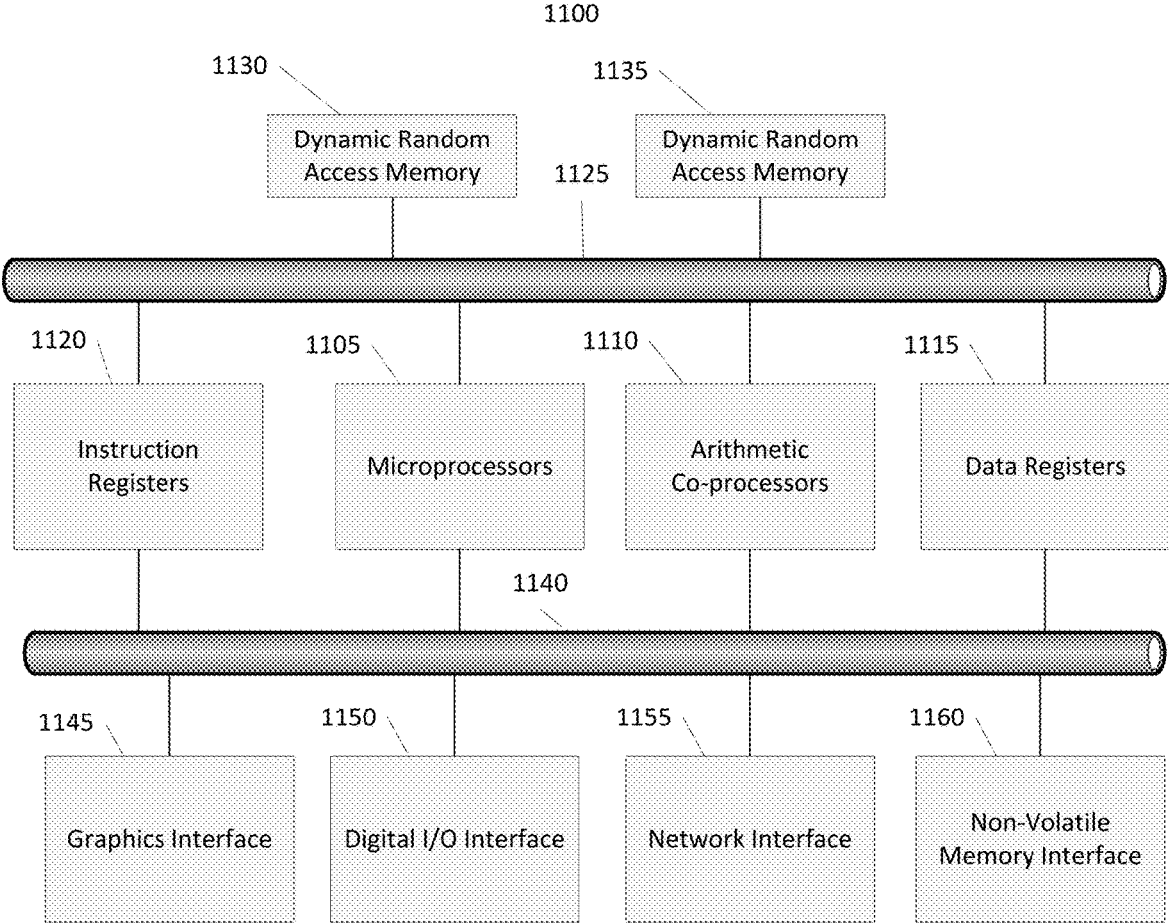 1100
1130
1135
Dynamic Random
Access Memory
Dynamic Random
Access Memory
1125
1120
1105
1110
1115
Instruction
Registers
Microprocessors
Arithmetic
Co-processors
Data Registers
1140
1145
1150
1155
1160
Graphics Interface
Digital I/O Interface
Network Interface
Non-Volatile
Memory Interface